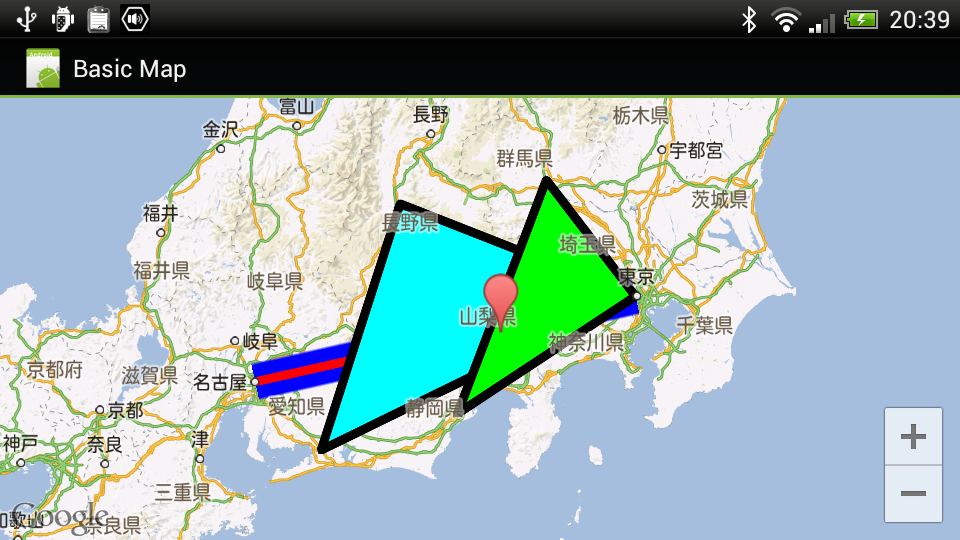 20:39
Android
Basic Map
富山
長野
栃木県
金沢
群馬県
宇都宮
福井
長野県
茨城県
埼玉県
福井県
岐阜県
東京
山梨県
千葉県
岐阜
神奈川県
京都府
滋賀県
名古屋
愛知県
静岡県
京都
神戸
奈良
津
三重県
Google
奈良県